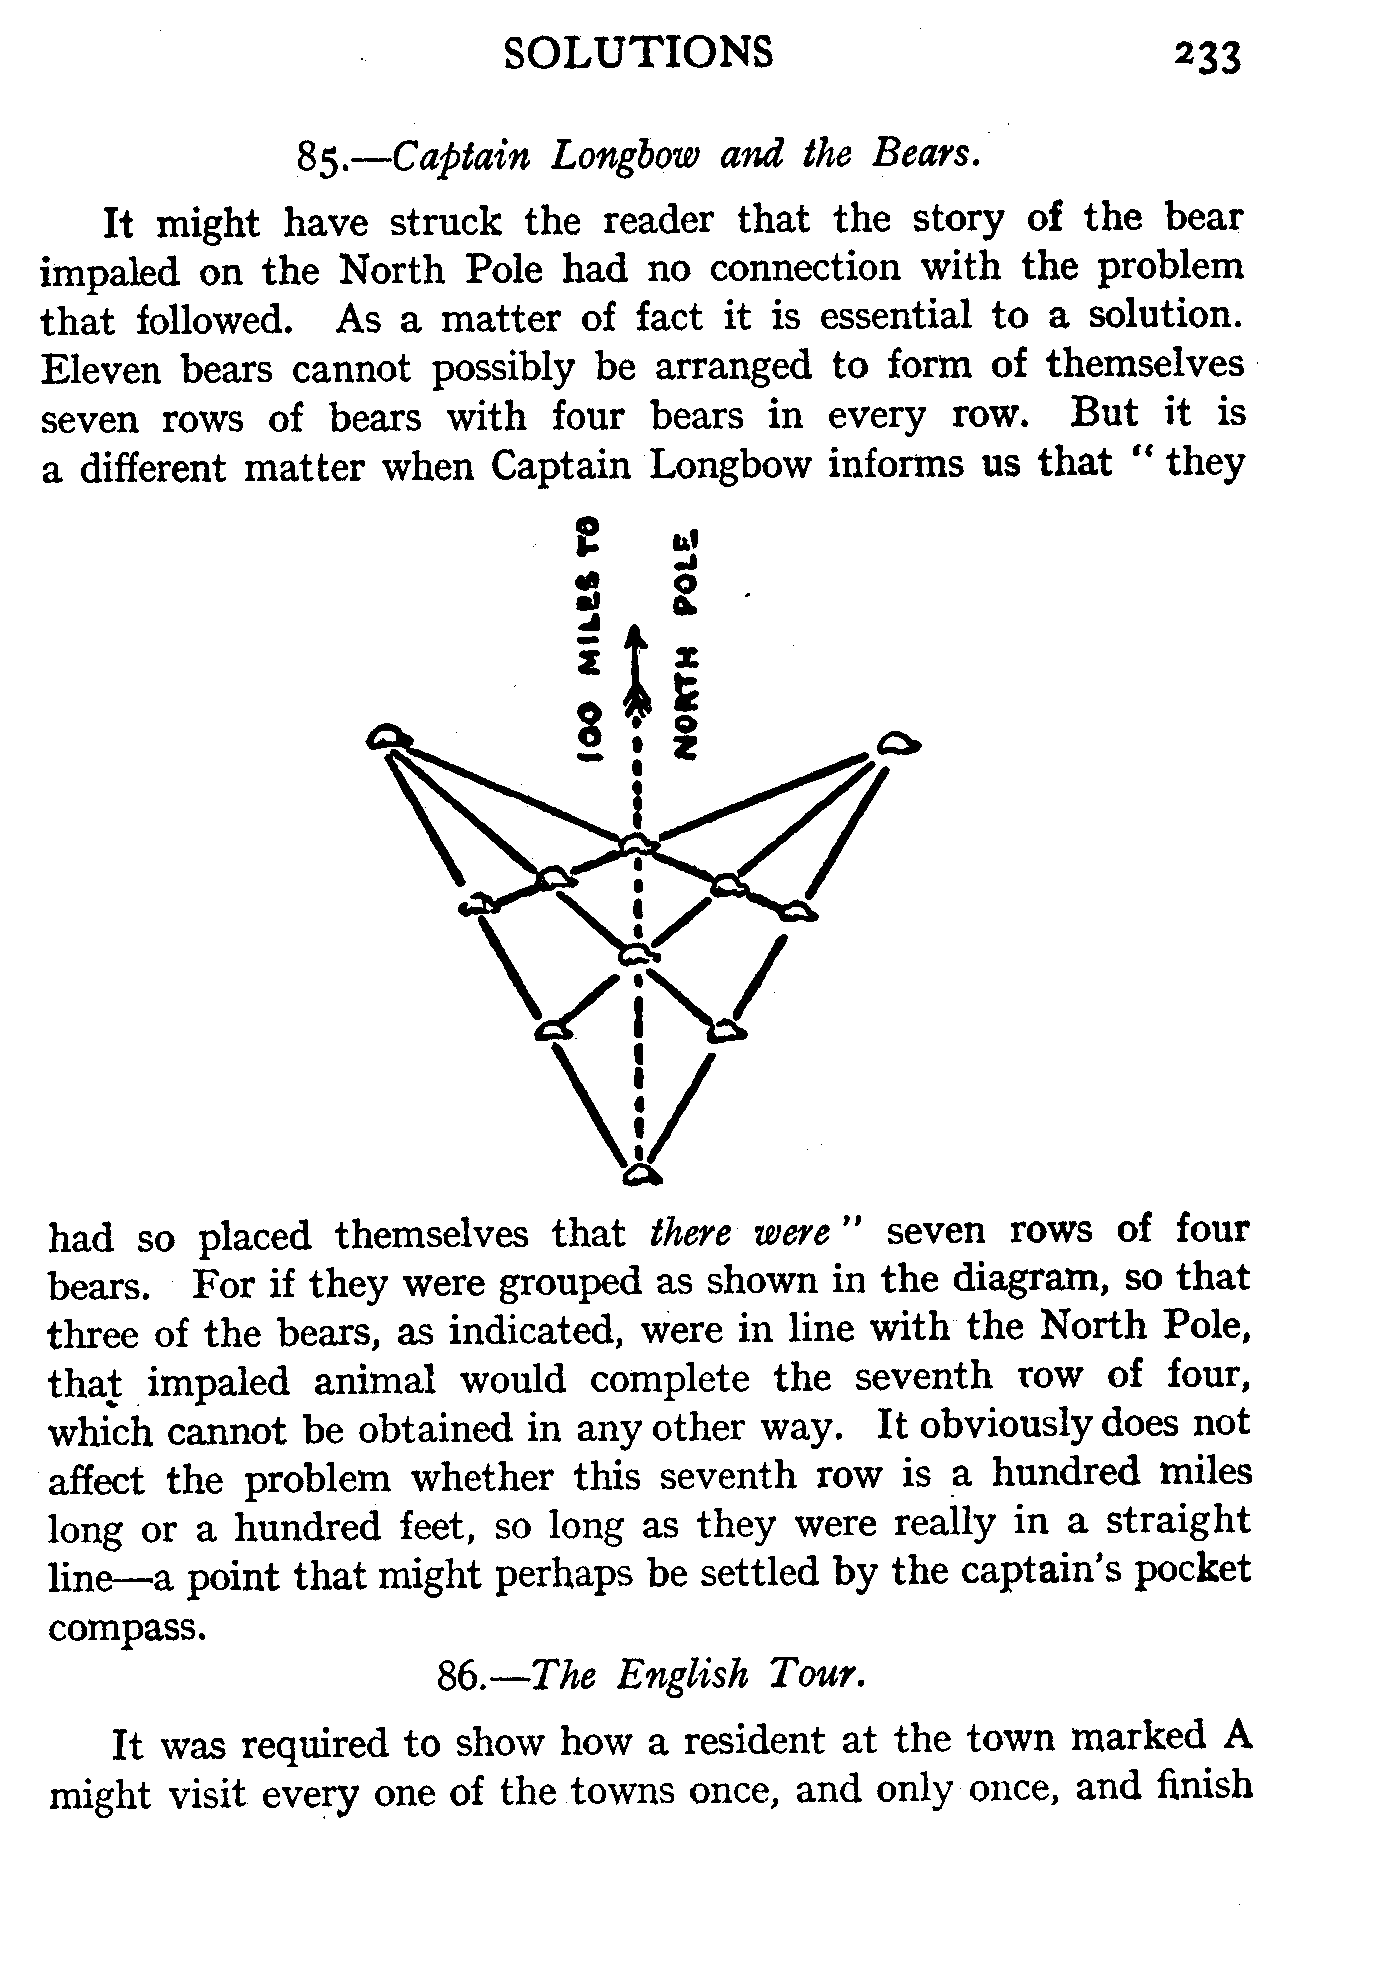 SOLUTIONS 233
85.—Captain Longbow and the Bears.
It might have struck the reader that the story of the bear
impaled on the North Pole had no connection with the problem
that followed. As a matter of fact it is essential to a solution.
Eleven bears cannot possibly be arranged to form of themselves
seven rows of bears with four bears in every row. But it is
a different matter when Captain Longbow informs us that “ they
100 MILES TO
NORTH POLE
had so placed themselves that there were ” seven rows of four
bears. For if they were grouped as shown in the diagram, so that
three of the bears, as indicated, were in line with the North Pole,
that impaled animal would complete the seventh row of four,
which cannot be obtained in any other way. It obviously does not
affect the problem whether this seventh row is a hundred miles
long or a hundred feet, so long as they were really in a straight
line—a point that might perhaps be settled by the captain's pocket
compass.
86.—The English Tour.
It was required to show how a resident at the town marked A
might visit every one of the towns once, and only once, and finish